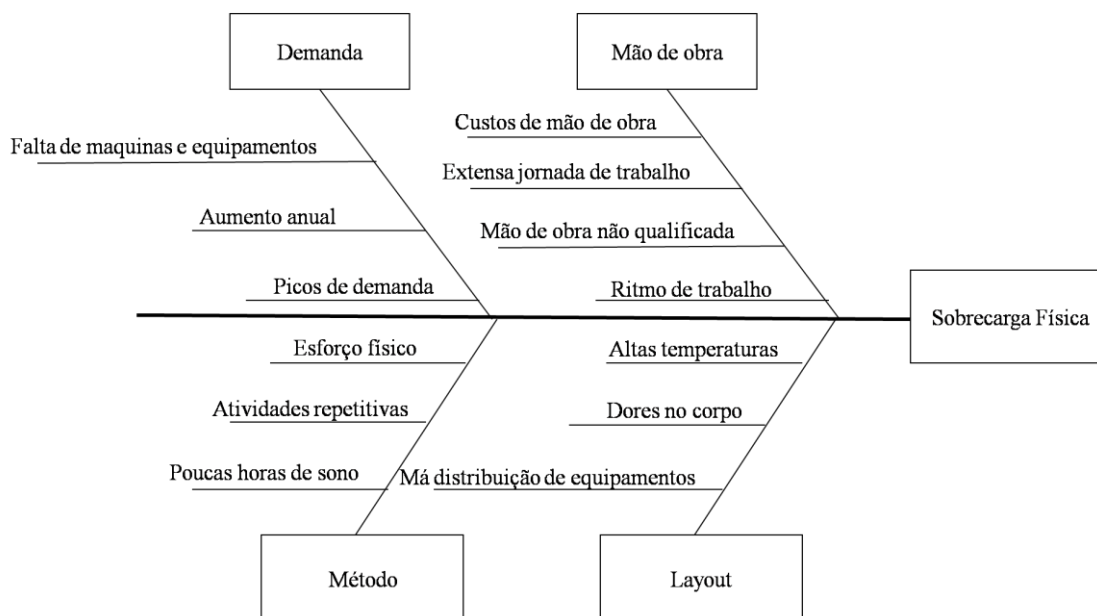 Demanda
Mão de obra
Falta de maquinas e equipamentos
Aumento anual
Picos de demanda
Custos de mão de obra
Extensa jornada de trabalho
Mão de obra não qualificada
Ritmo de trabalho
Sobrecarga Física
Esforço físico
Atividades repetitivas
Poucas horas de sono
Altas temperaturas
Dores no corpo
Má distribuição de equipamentos
Método
Layout